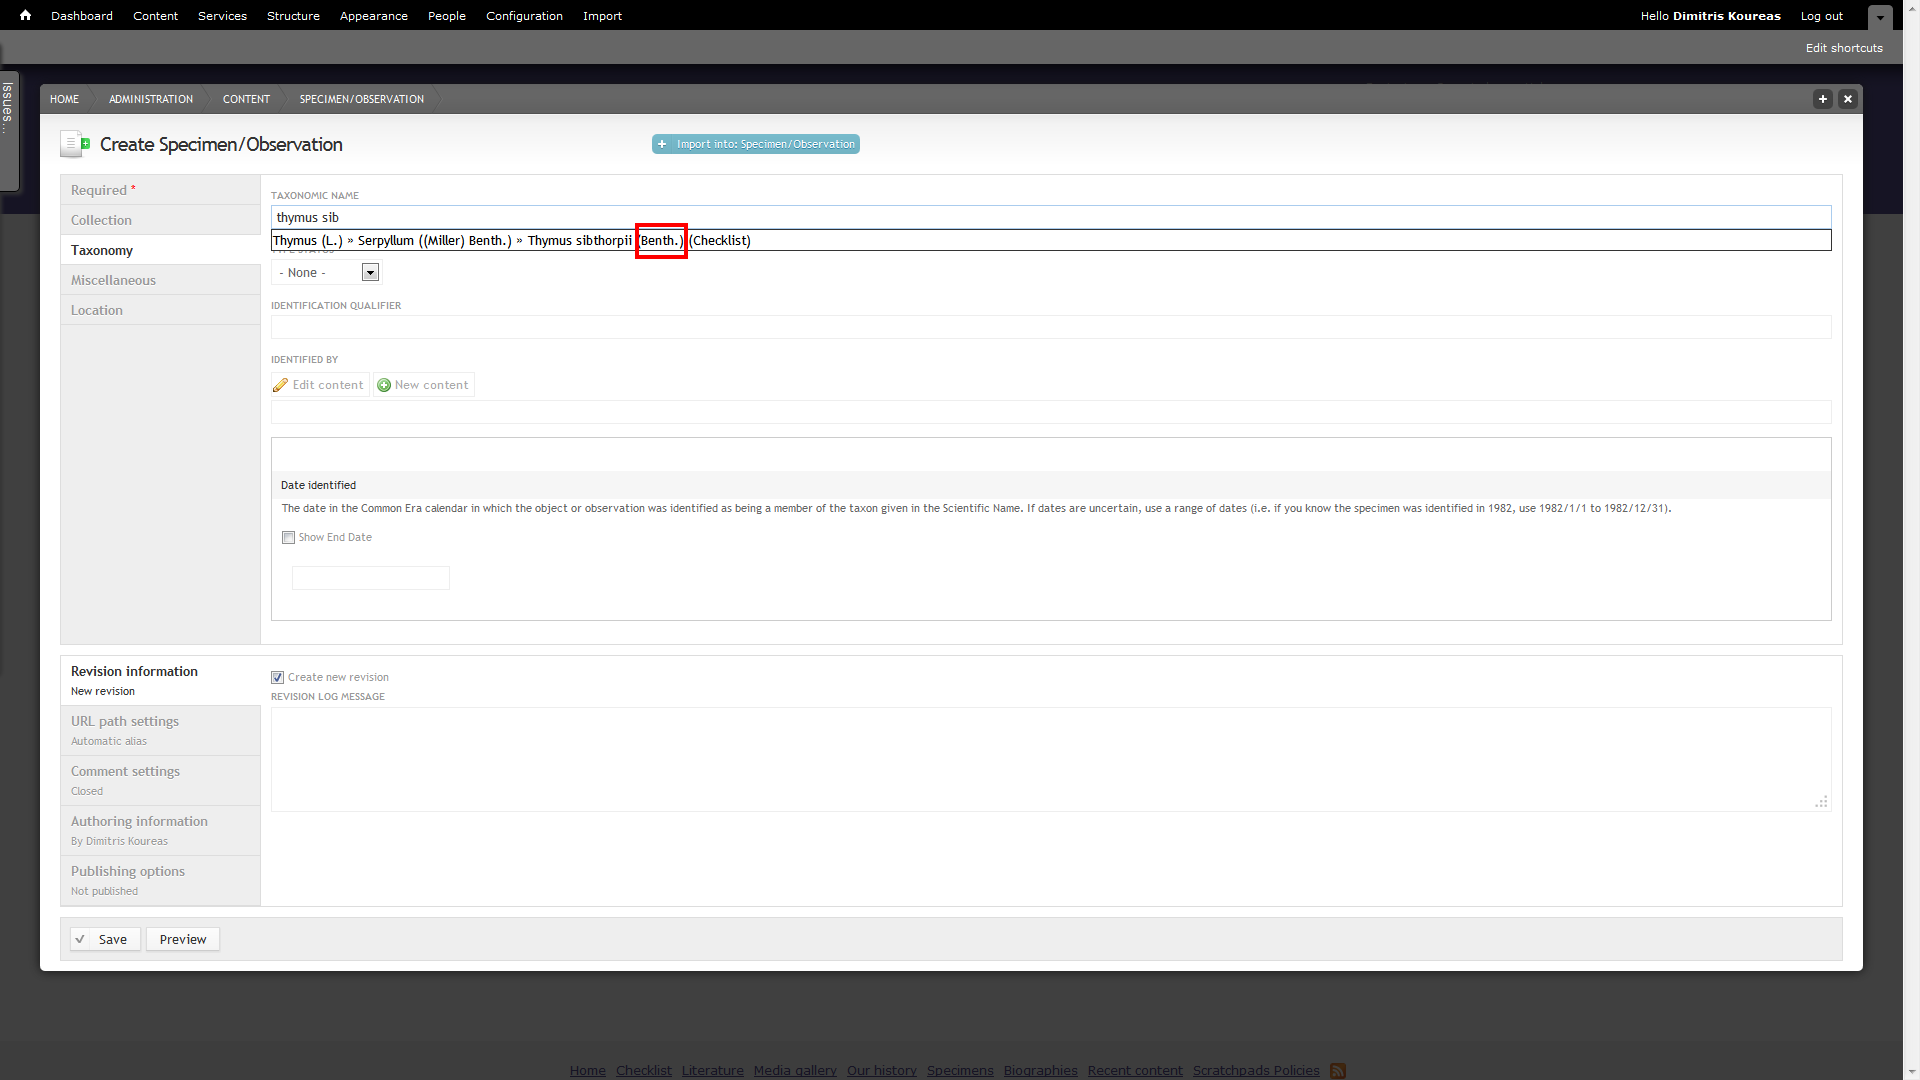 Dashboard Content Services Structure Appearance People Configuration Import Hello Dimitris Koureas Log out
Edit shortcuts
Issues...
HOME ADMINISTRATION CONTENT SPECIMEN/OBSERVATION
Create Specimen/Observation
+ Import into: Specimen/Observation
Required *
Collection
Taxonomy
Miscellaneous
Location
TAXONOMIC NAME
thymus sib
Thymus (L.) » Serpyllum ((Miller) Benth.) » Thymus sibthorpii (Benth.) (Checklist)
- None -
IDENTIFICATION QUALIFIER
IDENTIFIED BY
Edit content New content
Date identified
The date in the Common Era calendar in which the object or observation was identified as being a member of the taxon given in the Scientific Name. If dates are uncertain, use a range of dates (i.e. if you know the specimen was identified in 1982, use 1982/1/1 to 1982/12/31).
Show End Date
Revision information
New revision
URL path settings
Automatic alias
Comment settings
Closed
Authoring information
By Dimitris Koureas
Publishing options
Not published
Create new revision
REVISION LOG MESSAGE
Save Preview
Home Checklist Literature Media gallery Our history Specimens Biographies Recent content Scratchpads Policies